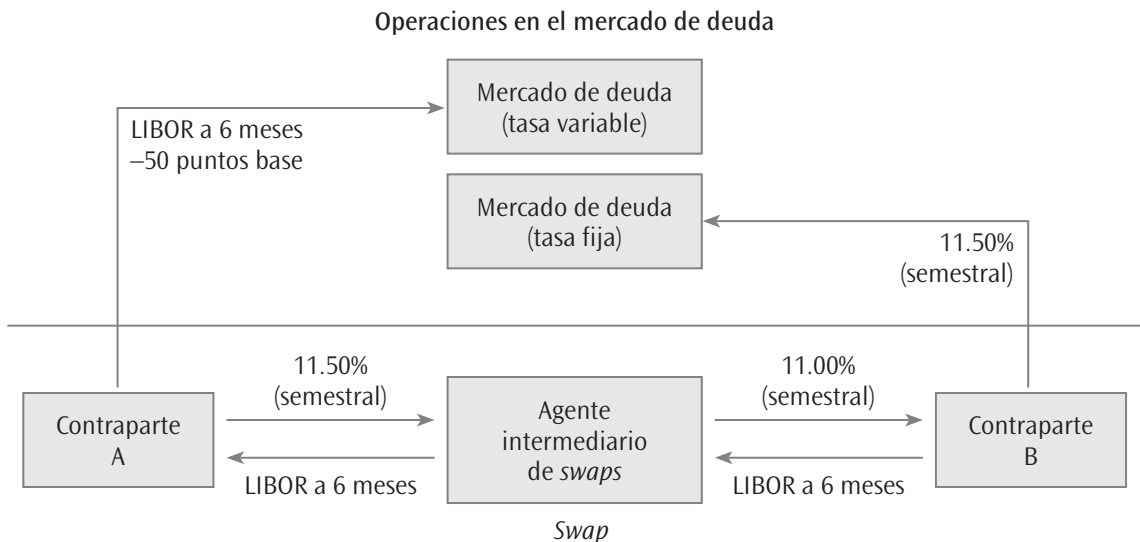 Operaciones en el mercado de deuda
Mercado de deuda
(tasa variable)
LIBOR a 6 meses
–50 puntos base
Mercado de deuda
(tasa fija)
11.50%
(semestral)
11.50%
(semestral)
11.00%
(semestral)
Contraparte
A
Agente
intermediario
de swaps
Contraparte
B
LIBOR a 6 meses
LIBOR a 6 meses
Swap